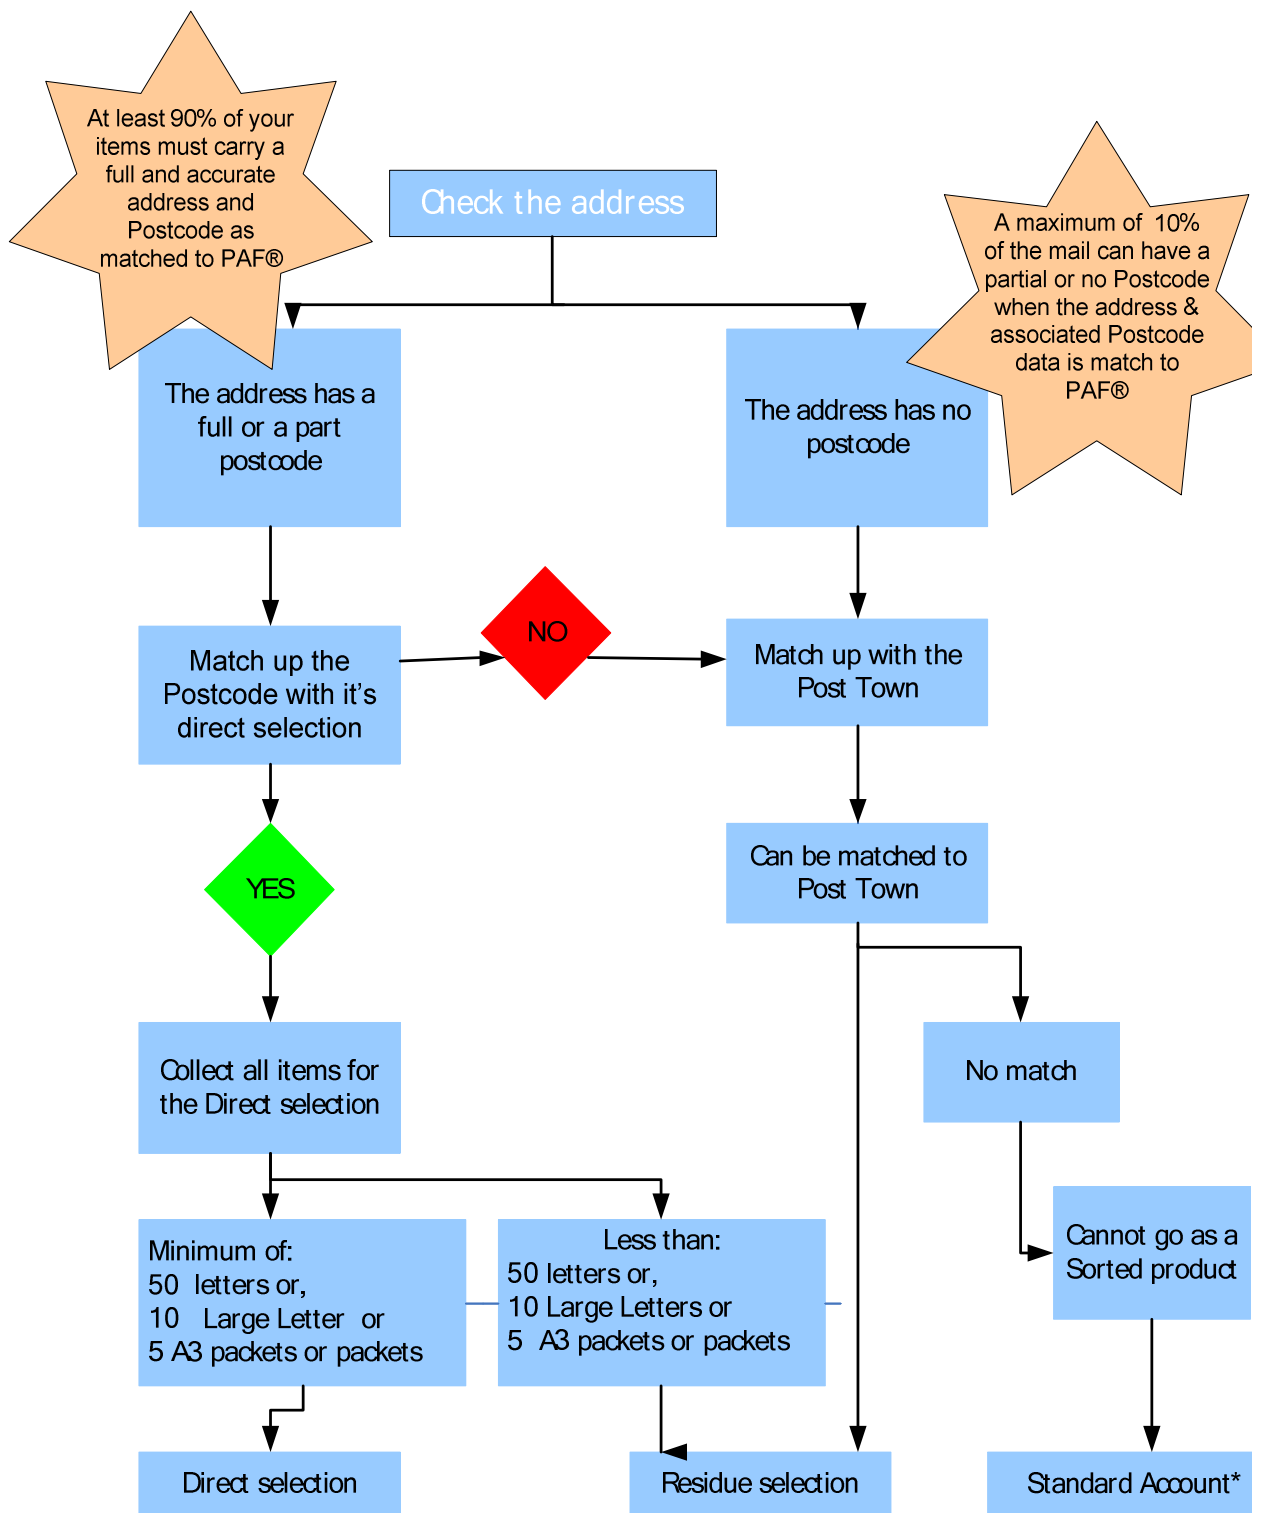 At least 90% of your
items must carry a
full and accurate
address and
Postcode as
matched to PAF®
Check the address
A maximum of 10%
of the mail can have a
partial or no Postcode
when the address &
associated Postcode
data is match to
PAF®
The address has a
full or a part
postcode
The address has no
postcode
NO
Match up the
Postcode with it's
direct selection
Match up with the
Post Town
YES
Can be matched to
Post Town
Collect all items for
the Direct selection
No match
Minimum of:
50 letters or,
10 Large Letter or
5 A3 packets or packets
Less than:
50 letters or,
10 Large Letters or
5 A3 packets or packets
Cannot go as a
Sorted product
Direct selection
Residue selection
Standard Account*